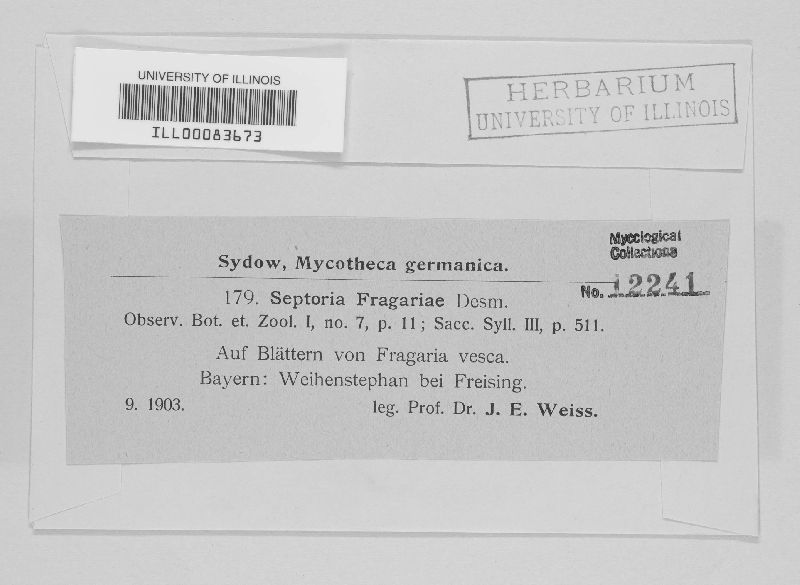 UNIVERSITY OF ILLINOIS
ILL00083673
HERBARIUM
UNIVERSITY OF ILLINOIS
Mycological
Collections
No. 12241
Sydow, Mycotheca germanica.
179. Septoria Fragariae Desm.
Observ. Bot. et. Zool. I, no. 7, p. 11; Sacc. Syll. III, p. 511.
Auf Blättern von Fragaria vesca.
Bayern: Weihenstephan bei Freising.
9. 1903. leg. Prof. Dr. J. E. Weiss.